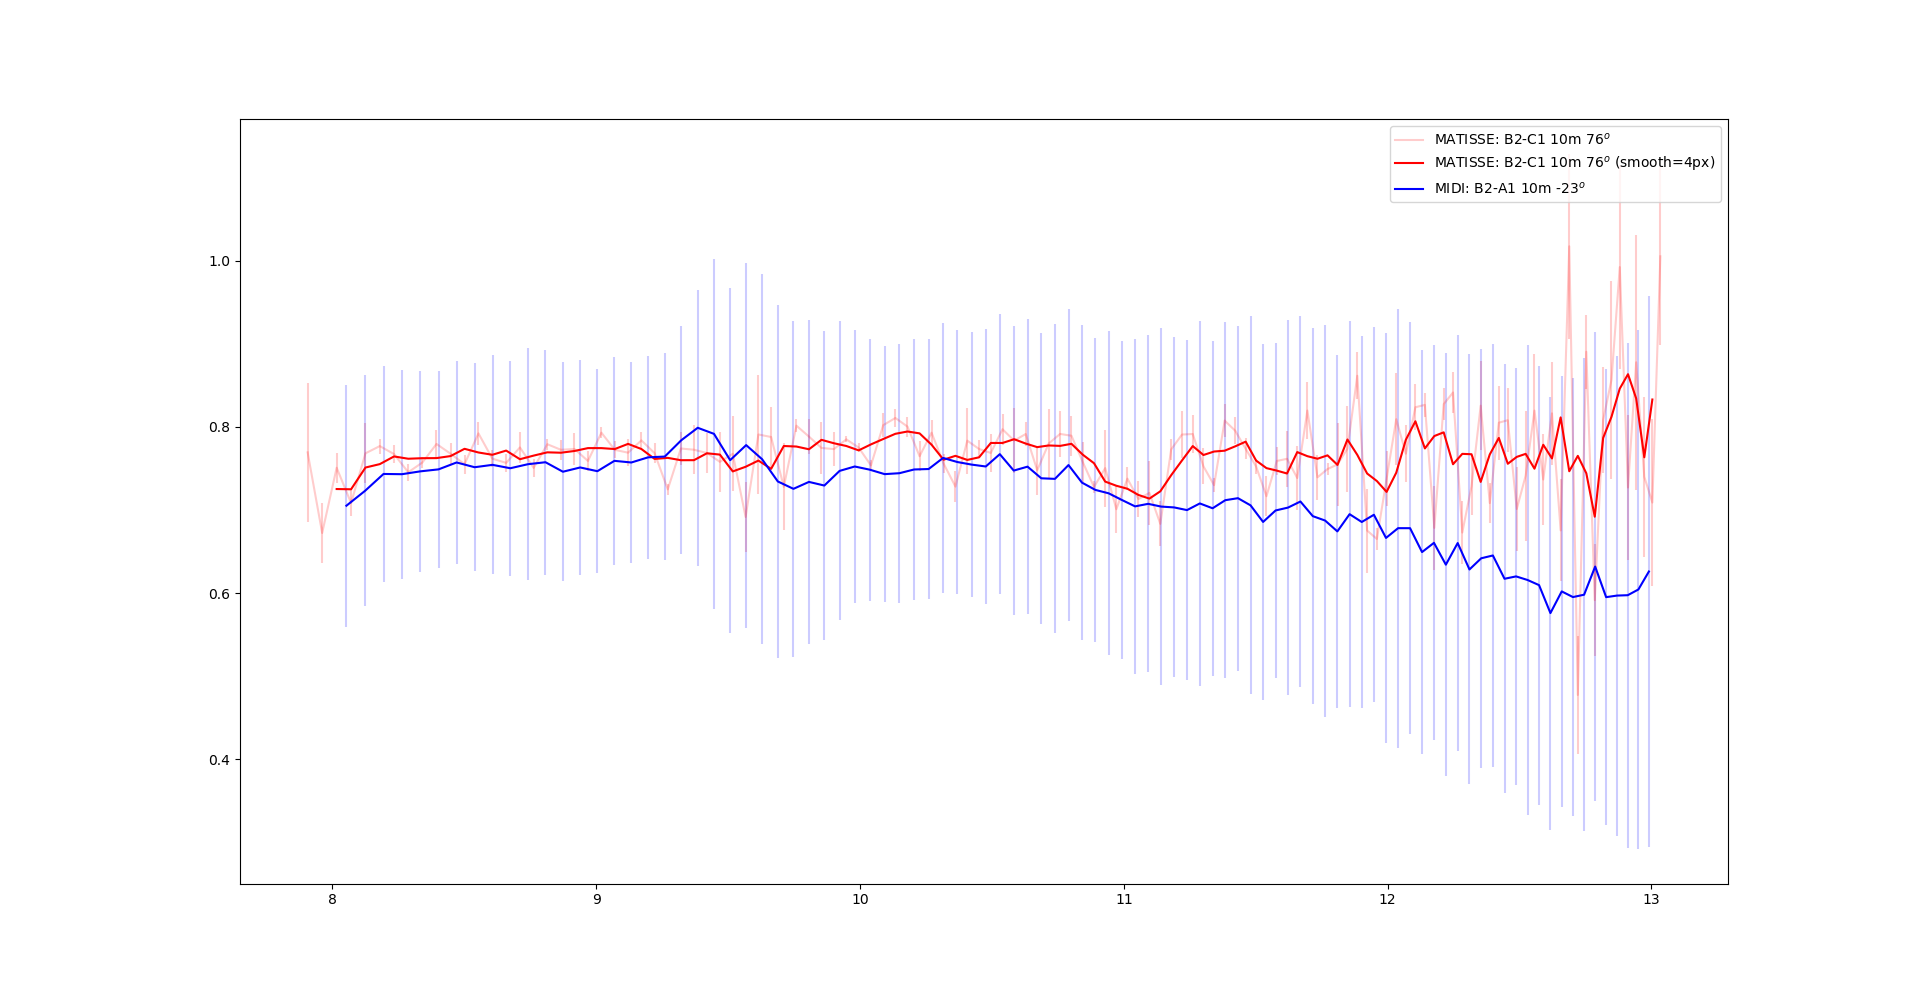 MATISSE: B2-C1 10m 76°
MATISSE: B2-C1 10m 76° (smooth=4px)
MIDI: B2-A1 10m -23°
1.0
0.8
0.6
0.4
8 9 10 11 12 13